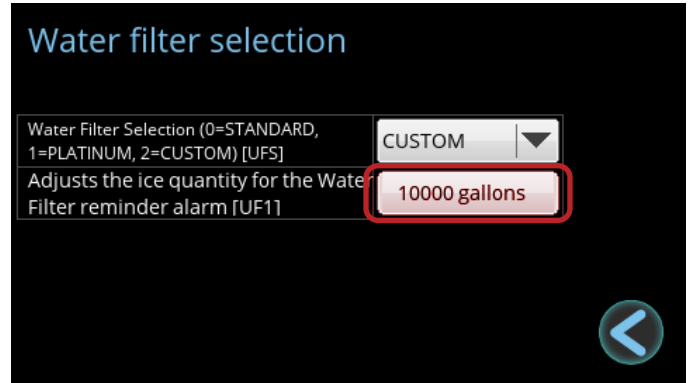 Water filter selection
Water Filter Selection (0=STANDARD,
1=PLATINUM, 2=CUSTOM) [UFS]
CUSTOM
Adjusts the ice quantity for the Water
Filter reminder alarm [UF1]
10000 gallons